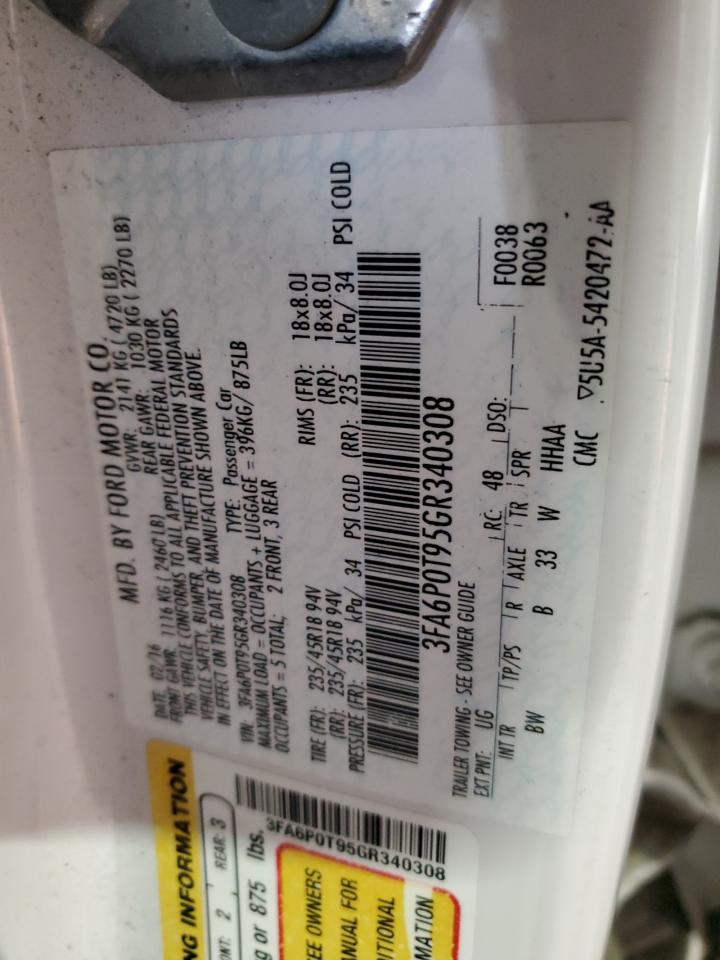 MFD. BY FORD MOTOR CO.
DATE: 02/16 GVWR: 2141 KG ( 4720 LB)
FRONT GAWR: 1116 KG ( 2460 LB) REAR GAWR: 1030 KG ( 2270 LB)
THIS VEHICLE CONFORMS TO ALL APPLICABLE FEDERAL MOTOR
VEHICLE SAFETY, BUMPER, AND THEFT PREVENTION STANDARDS
IN EFFECT ON THE DATE OF MANUFACTURE SHOWN ABOVE.
VIN: 3FA6P0T95GR340308 TYPE: Passenger Car
MAXIMUM LOAD = OCCUPANTS + LUGGAGE = 396KG/ 875LB
OCCUPANTS = 5 TOTAL; 2 FRONT, 3 REAR
TIRE (FR): 235/45R18 94V RIMS (FR): 18x8.0J
(RR): 235/45R18 94V (RR): 18x8.0J
PRESSURE (FR): 235 kPa/ 34 PSI COLD (RR): 235 kPa/ 34 PSI COLD
3FA6P0T95GR340308
TRAILER TOWING - SEE OWNER GUIDE
EXT PNT: UG RC: 48 DSO: F0038
R0063
INT TR TP/PS R AXLE TR SPR
BW B 33 W HHAA
CMC ▽5U5A-5420472-AA
NG INFORMATION
ONT: 2 REAR: 3
g or 875 lbs.
3FA6P0T95GR340308
SEE OWNERS
ANUAL FOR
DITIONAL
MATION